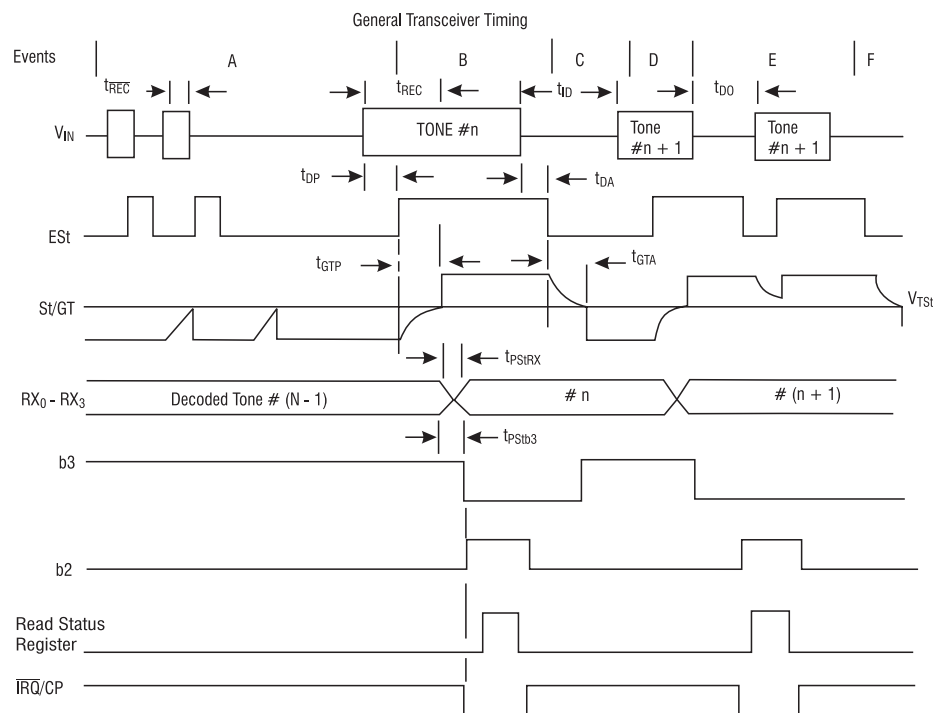 General Transceiver Timing
Events A B C D E F
tREC tREC tID tDO
VIN TONE #n Tone #n + 1 Tone #n + 1
tDP tDA
ESt
tGTP tGTA
St/GT VTSt
tPStRX
RX0 - RX3 Decoded Tone # (N - 1) # n # (n + 1)
tPStb3
b3
b2
Read Status
Register
IRQ/CP